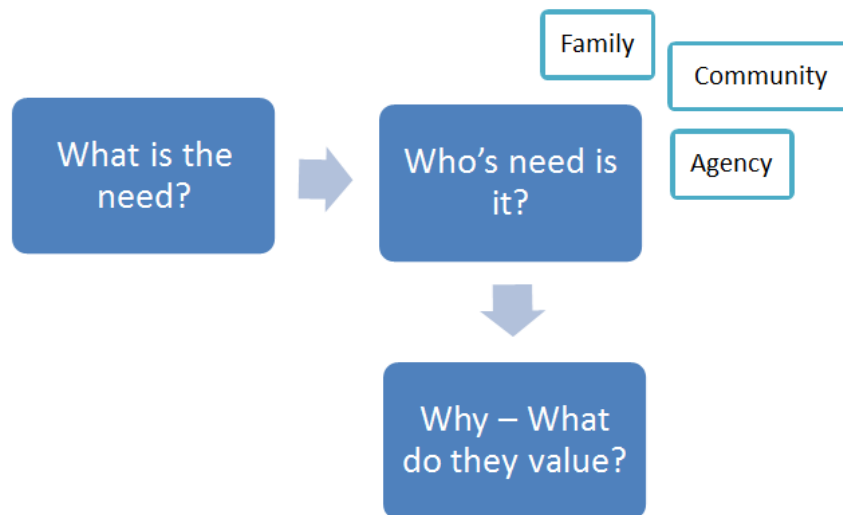 What is the
need?
Who’s need is
it?
Family
Community
Agency
Why – What
do they value?